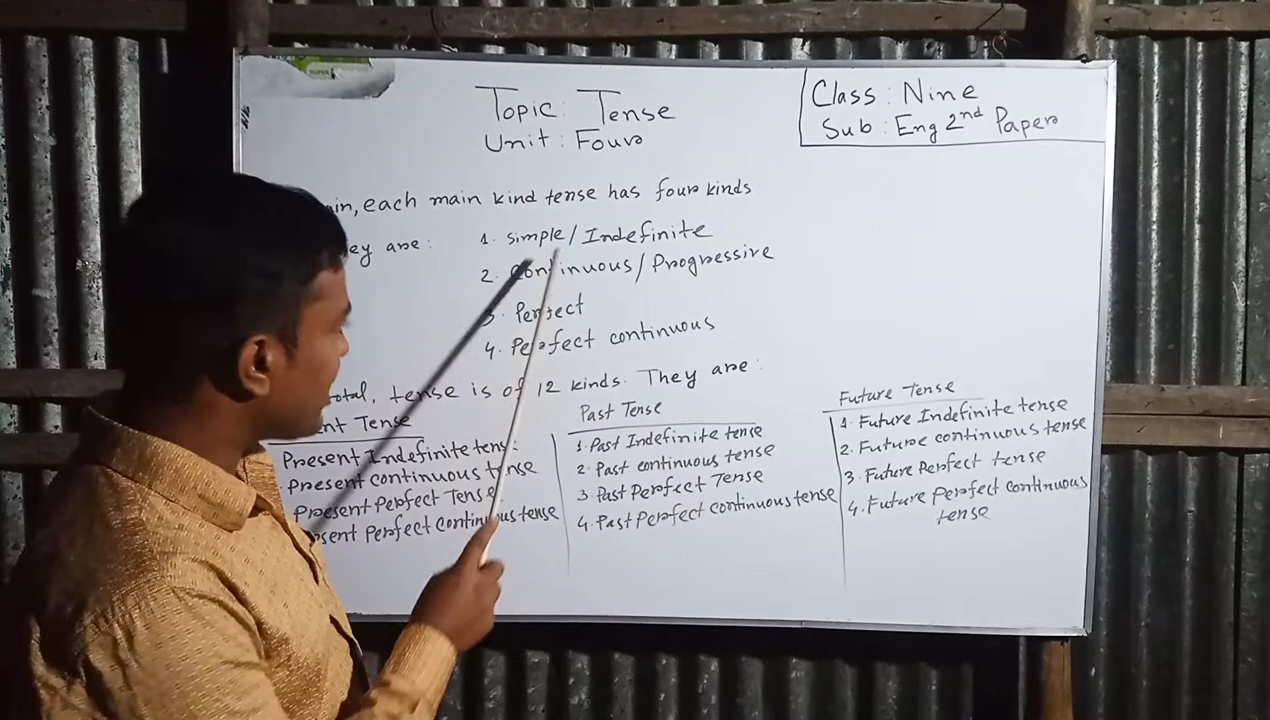 Topic: Tense
Unit: Four
Class: Nine
Sub: Eng 2nd Paper
in, each main kind tense has four kinds
ey are:
1. Simple/Indefinite
2. Continuous/Progressive
3. Perfect
4. Perfect continuous
total, tense is of 12 kinds. They are:
nt Tense
Present Indefinite tense
Present continuous tense
Present Perfect Tense
sent Perfect Continuous tense
Past Tense
1. Past Indefinite tense
2. Past continuous tense
3. Past Perfect Tense
4. Past Perfect continuous tense
Future Tense
1. Future Indefinite tense
2. Future continuous tense
3. Future Perfect tense
4. Future Perfect continuous
tense